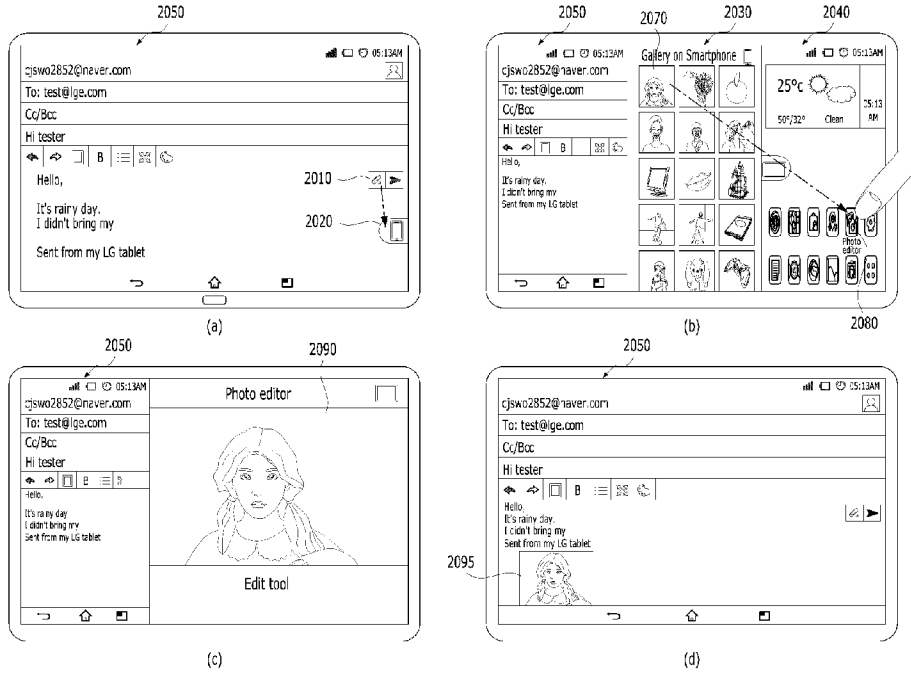 2050
05:13AM
cjswo2852@naver.com
To: test@lge.com
Cc/Bcc
Hi tester
B
Hello,
It's rainy day.
I didn't bring my
Sent from my LG tablet
2010
2020
(a)
2050
2070
2030
2040
05:13AM
cjswo2852@naver.com
To: test@lge.com
Cc/Bcc
Hi tester
B
Hello,
It's rainy day.
I didn't bring my
Sent from my LG tablet
Gallery on Smartphone
05:13AM
25°c
50°/32°
Clean
05:13
AM
Photo
editor
2080
(b)
2050
2090
05:13AM
cjswo2852@naver.com
To: test@lge.com
Cc/Bcc
Hi tester
B
Hello,
It's rainy day
I didn't bring my
Sent from my LG tablet
Photo editor
Edit tool
(c)
2050
05:13AM
cjswo2852@naver.com
To: test@lge.com
Cc/Bcc
Hi tester
B
Hello,
It's rainy day.
I didn't bring my
Sent from my LG tablet
2095
(d)